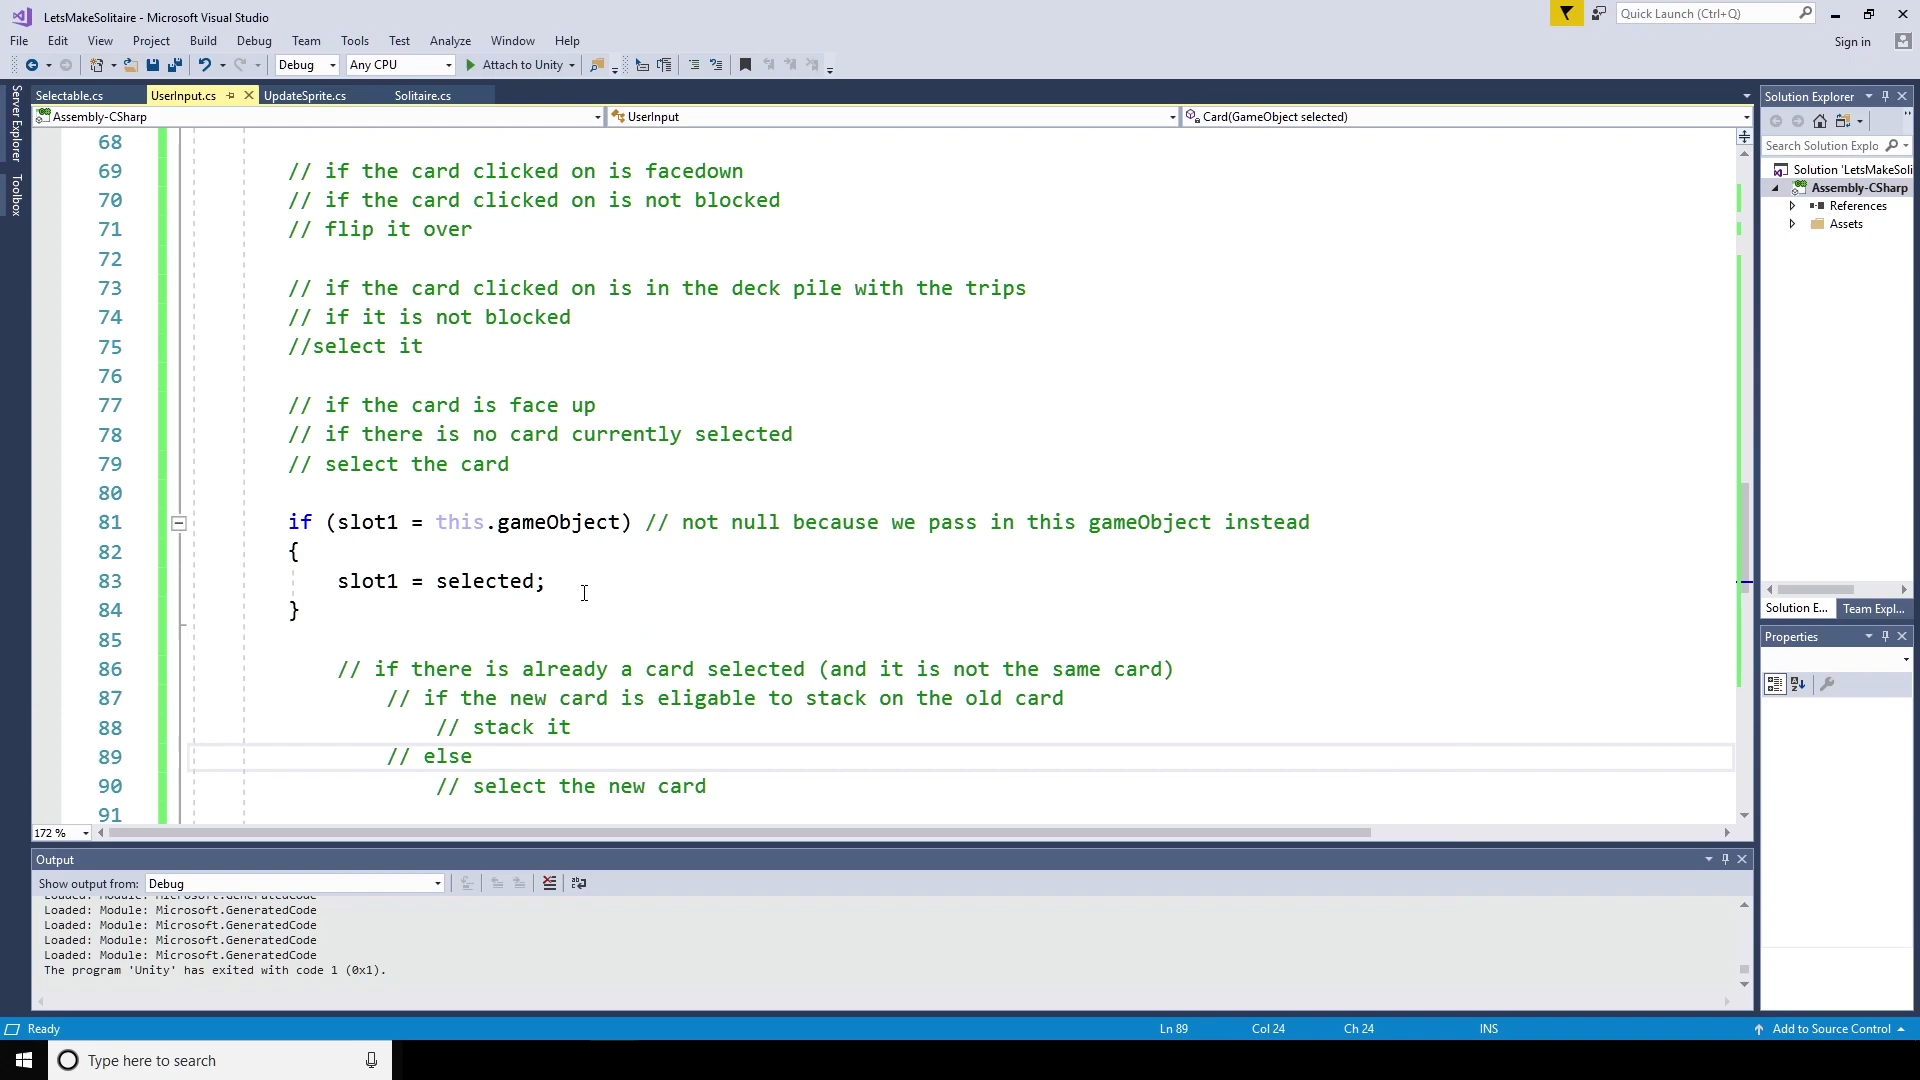 LetsMakeSolitaire - Microsoft Visual Studio
Quick Launch (Ctrl+Q)
File Edit View Project Build Debug Team Tools Test Analyze Window Help
Sign in
Debug Any CPU Attach to Unity
Server Explorer
Toolbox
Selectable.cs UserInput.cs UpdateSprite.cs Solitaire.cs
Assembly-CSharp UserInput Card(GameObject selected)
68
69 // if the card clicked on is facedown
70 // if the card clicked on is not blocked
71 // flip it over
72
73 // if the card clicked on is in the deck pile with the trips
74 // if it is not blocked
75 //select it
76
77 // if the card is face up
78 // if there is no card currently selected
79 // select the card
80
81 if (slot1 = this.gameObject) // not null because we pass in this gameObject instead
82 {
83 slot1 = selected;
84 }
85
86 // if there is already a card selected (and it is not the same card)
87 // if the new card is eligable to stack on the old card
88 // stack it
89 // else
90 // select the new card
91
172 %
Solution Explorer
Search Solution Explo
Solution 'LetsMakeSoli
Assembly-CSharp
References
Assets
Solution E... Team Expl...
Properties
Output
Show output from: Debug
Loaded: Module: Microsoft.GeneratedCode
Loaded: Module: Microsoft.GeneratedCode
Loaded: Module: Microsoft.GeneratedCode
Loaded: Module: Microsoft.GeneratedCode
Loaded: Module: Microsoft.GeneratedCode
The program 'Unity' has exited with code 1 (0x1).
Ready Ln 89 Col 24 Ch 24 INS Add to Source Control
Type here to search